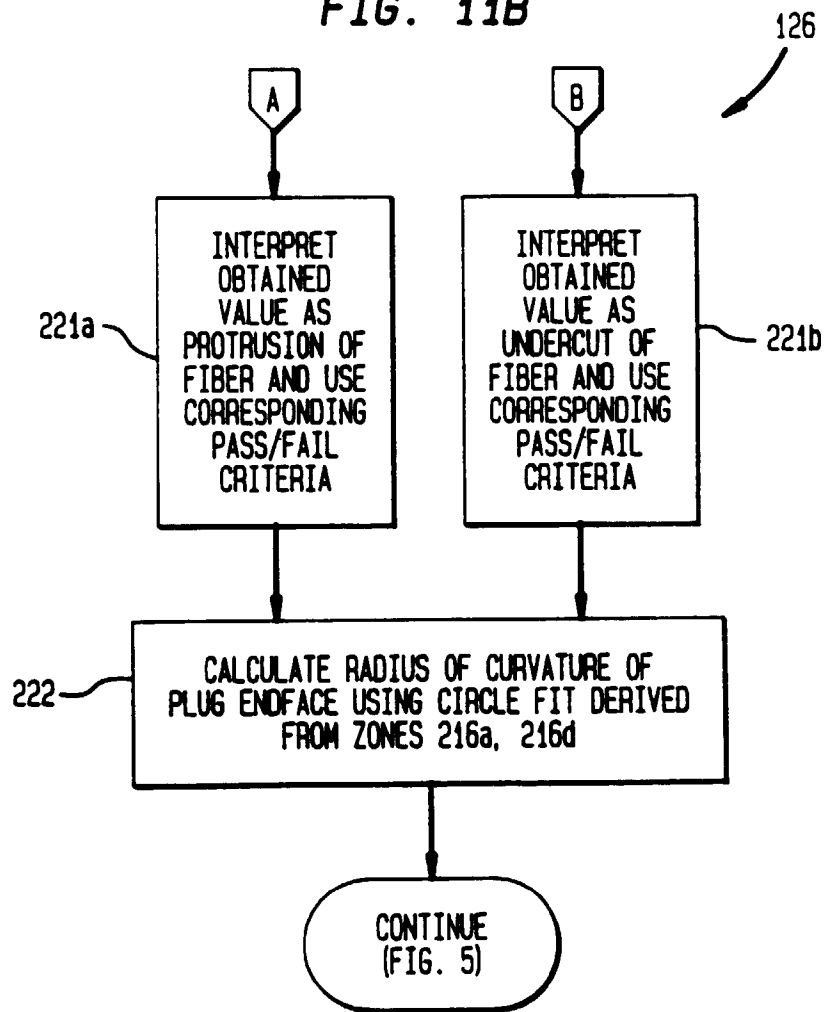 FIG. 11B
126
A
B
INTERPRET
OBTAINED
VALUE AS
PROTRUSION OF
FIBER AND USE
CORRESPONDING
PASS/FAIL
CRITERIA
221a
INTERPRET
OBTAINED
VALUE AS
UNDERCUT OF
FIBER AND USE
CORRESPONDING
PASS/FAIL
CRITERIA
221b
222
CALCULATE RADIUS OF CURVATURE OF
PLUG ENDFACE USING CIRCLE FIT DERIVED
FROM ZONES 216a, 216d
CONTINUE
(FIG. 5)